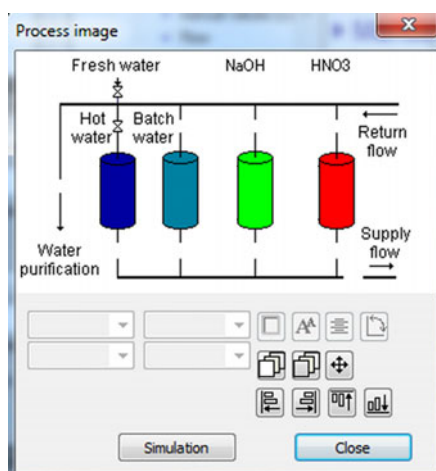 Process image
Fresh water
NaOH
HNO3
Hot
water
Batch
water
Return
flow
Water
purification
Supply
flow
Simulation
Close